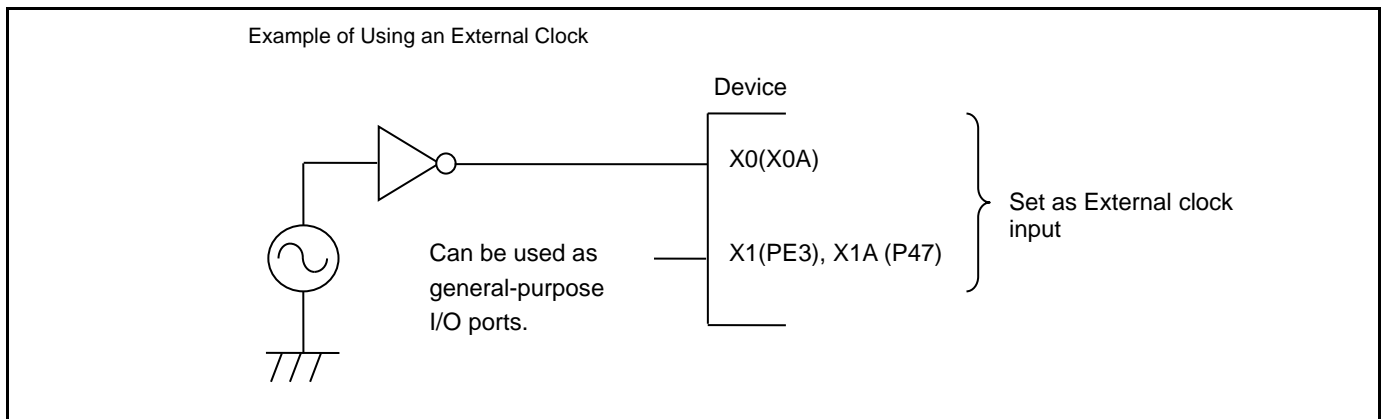 Example of Using an External Clock
Device
X0(X0A)
Set as External clock
input
Can be used as
general-purpose
I/O ports.
X1(PE3), X1A (P47)